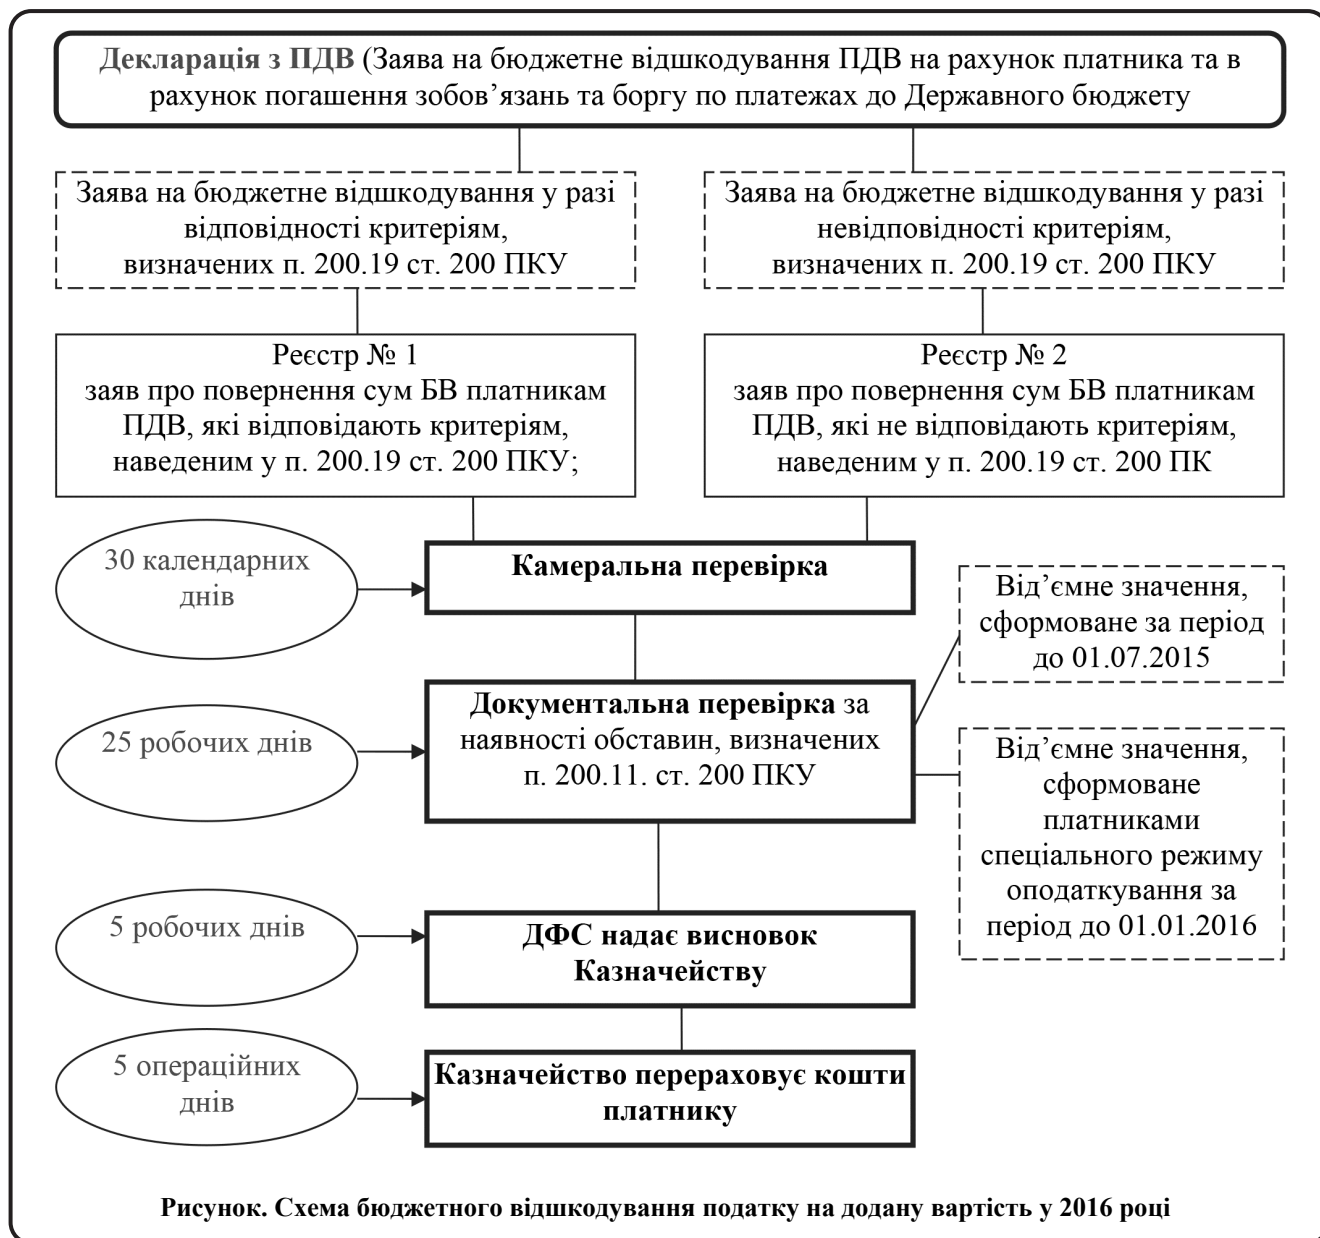 Декларація з ПДВ (Заява на бюджетне відшкодування ПДВ на рахунок платника та в
рахунок погашення зобов’язань та боргу по платежах до Державного бюджету
Заява на бюджетне відшкодування у разі
відповідності критеріям,
визначених п. 200.19 ст. 200 ПКУ
Заява на бюджетне відшкодування у разі
невідповідності критеріям,
визначених п. 200.19 ст. 200 ПКУ
Реєстр № 1
заяв про повернення сум БВ платникам
ПДВ, які відповідають критеріям,
наведеним у п. 200.19 ст. 200 ПКУ;
Реєстр № 2
заяв про повернення сум БВ платникам
ПДВ, які не відповідають критеріям,
наведеним у п. 200.19 ст. 200 ПК
30 календарних
днів
Камеральна перевірка
Від’ємне значення,
сформоване за період
до 01.07.2015
25 робочих днів
Документальна перевірка за
наявності обставин, визначених
п. 200.11. ст. 200 ПКУ
Від’ємне значення,
сформоване
платниками
спеціального режиму
оподаткування за
період до 01.01.2016
5 робочих днів
ДФС надає висновок
Казначейству
5 операційних
днів
Казначейство перераховує кошти
платнику
Рисунок. Схема бюджетного відшкодування податку на додану вартість у 2016 році